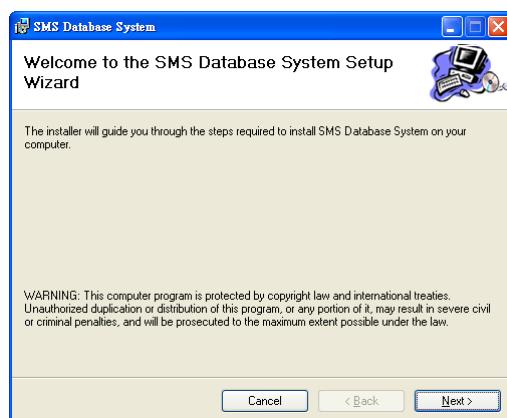 SMS Database System
Welcome to the SMS Database System Setup
Wizard
The installer will guide you through the steps required to install SMS Database System on your
computer.
WARNING: This computer program is protected by copyright law and international treaties.
Unauthorized duplication or distribution of this program, or any portion of it, may result in severe civil
or criminal penalties, and will be prosecuted to the maximum extent possible under the law.
Cancel < Back Next >